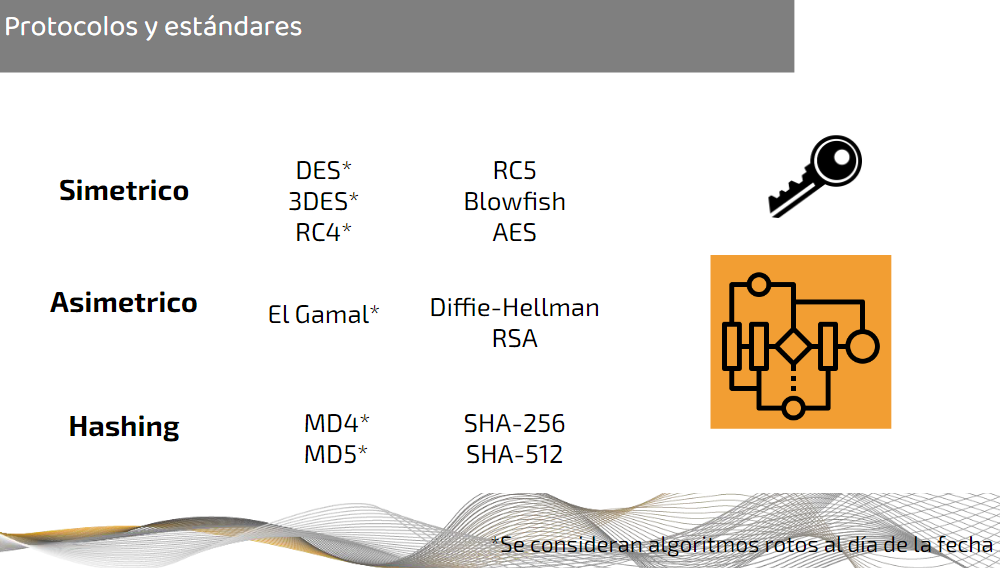 Protocolos y estándares
Simetrico
DES*
3DES*
RC4*
RC5
Blowfish
AES
Asimetrico
El Gamal*
Diffie-Hellman
RSA
Hashing
MD4*
MD5*
SHA-256
SHA-512
*Se consideran algoritmos rotos al día de la fecha